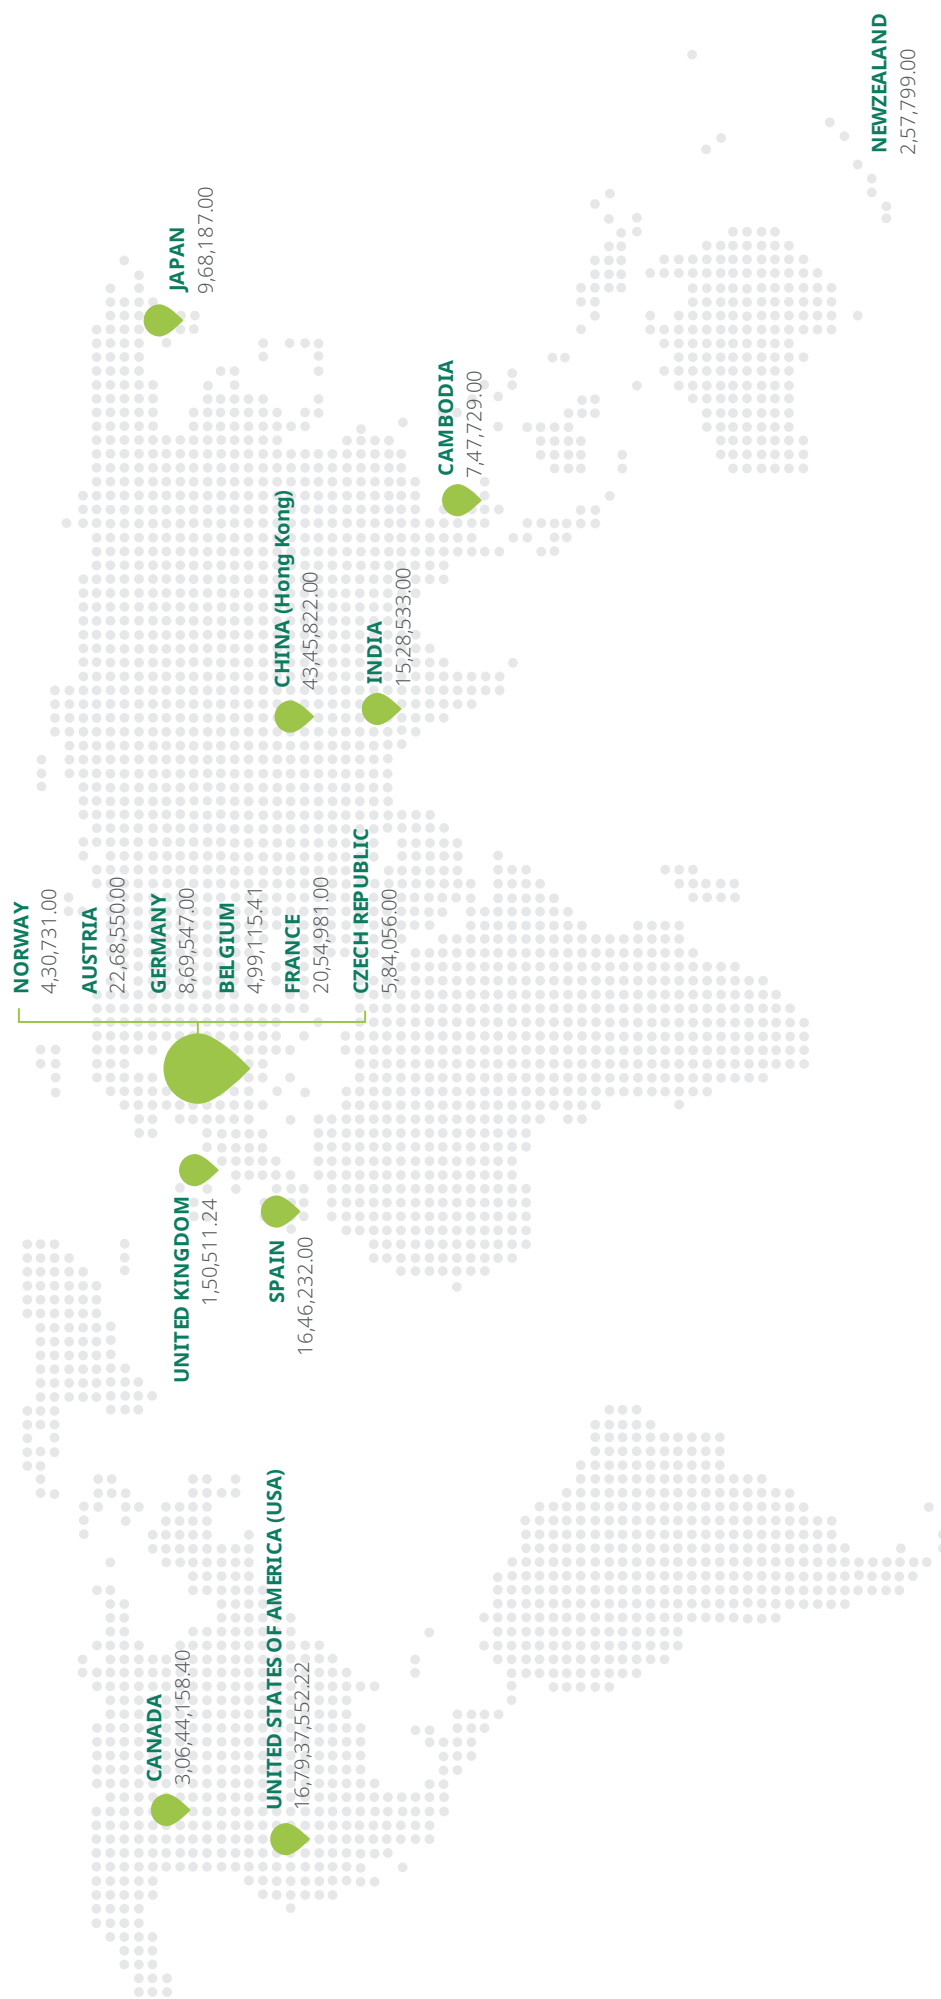 NORWAY
4,30,731.00
AUSTRIA
22,68,550.00
GERMANY
8,69,547.00
BELGIUM
4,99,115.41
FRANCE
20,54,981.00
CZECH REPUBLIC
5,84,056.00
CANADA
3,06,44,158.40
UNITED STATES OF AMERICA (USA)
16,79,37,552.22
UNITED KINGDOM
1,50,511.24
SPAIN
16,46,232.00
CHINA (Hong Kong)
43,45,822.00
INDIA
15,28,533.00
JAPAN
9,68,187.00
CAMBODIA
7,47,729.00
NEWZEALAND
2,57,799.00